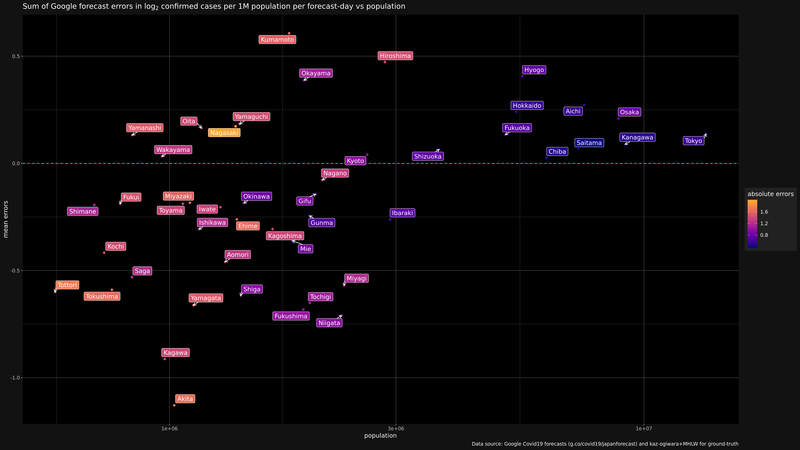 Sum of Google forecast errors in log2 confirmed cases per 1M population per forecast-day vs population
Kumamoto
0.5
Hiroshima
Okayama
Hyogo
Hokkaido
Aichi
Osaka
Yamanashi
Oita
Yamaguchi
Nagasaki
Fukuoka
Kanagawa
Tokyo
Saitama
Wakayama
Kyoto
Shizuoka
Chiba
0.0
Nagano
Fukui
Miyazaki
Okinawa
Gifu
Shimane
Toyama
Iwate
Ibaraki
Ishikawa
Ehime
Gunma
Kagoshima
Kochi
Mie
Aomori
Saga
-0.5
Miyagi
Tottori
Tokushima
Yamagata
Shiga
Tochigi
Fukushima
Niigata
Kagawa
-1.0
Akita
mean errors
1e+06
3e+06
1e+07
population
absolute errors
1.6
1.2
0.8
Data source: Google Covid19 forecasts (g.co/covid19/japanforecast) and kaz-ogiwara+MHLW for ground-truth